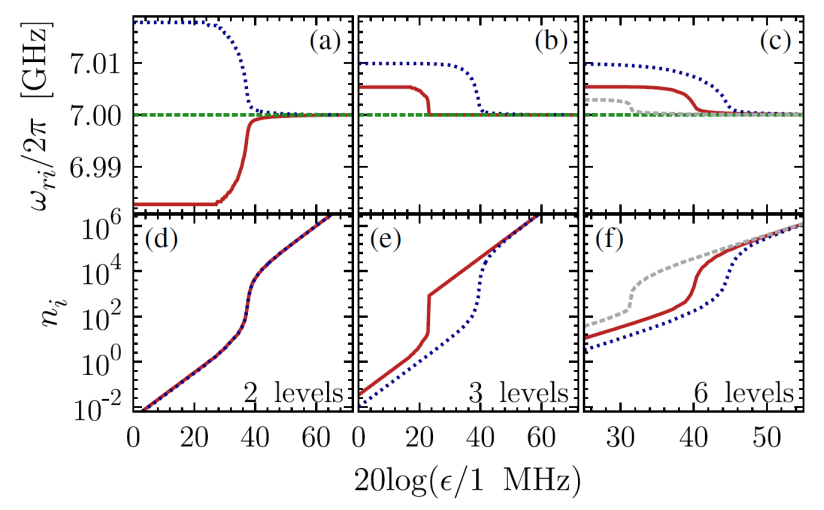 (a) (b) (c)
ω_ri/2π [GHz]
7.01
7.00
6.99
(d) (e) (f)
n_i
10^6
10^4
10^2
10^0
10^-2
2 levels 3 levels 6 levels
0 20 40 60 0 20 40 60 30 40 50
20log(ϵ/1 MHz)